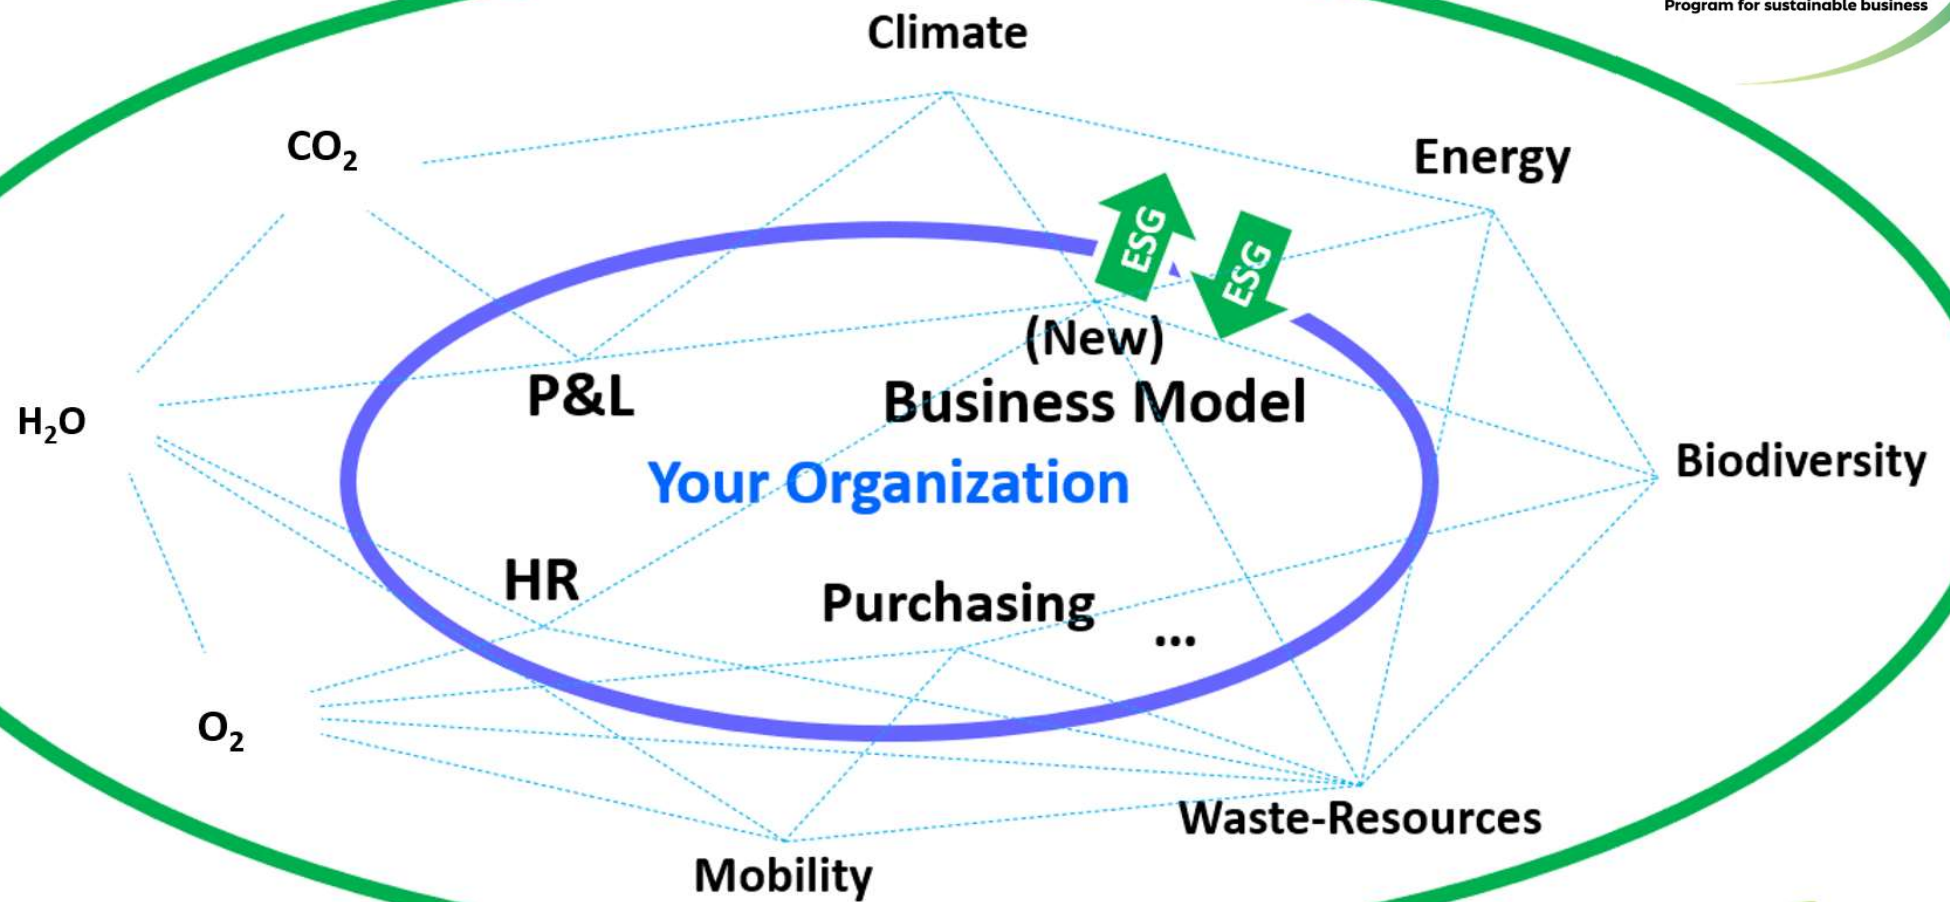 Program for sustainable business
Climate
CO₂
Energy
ESG
ESG
(New)
P&L
Business Model
H₂O
Biodiversity
Your Organization
HR
Purchasing
...
O₂
Waste-Resources
Mobility